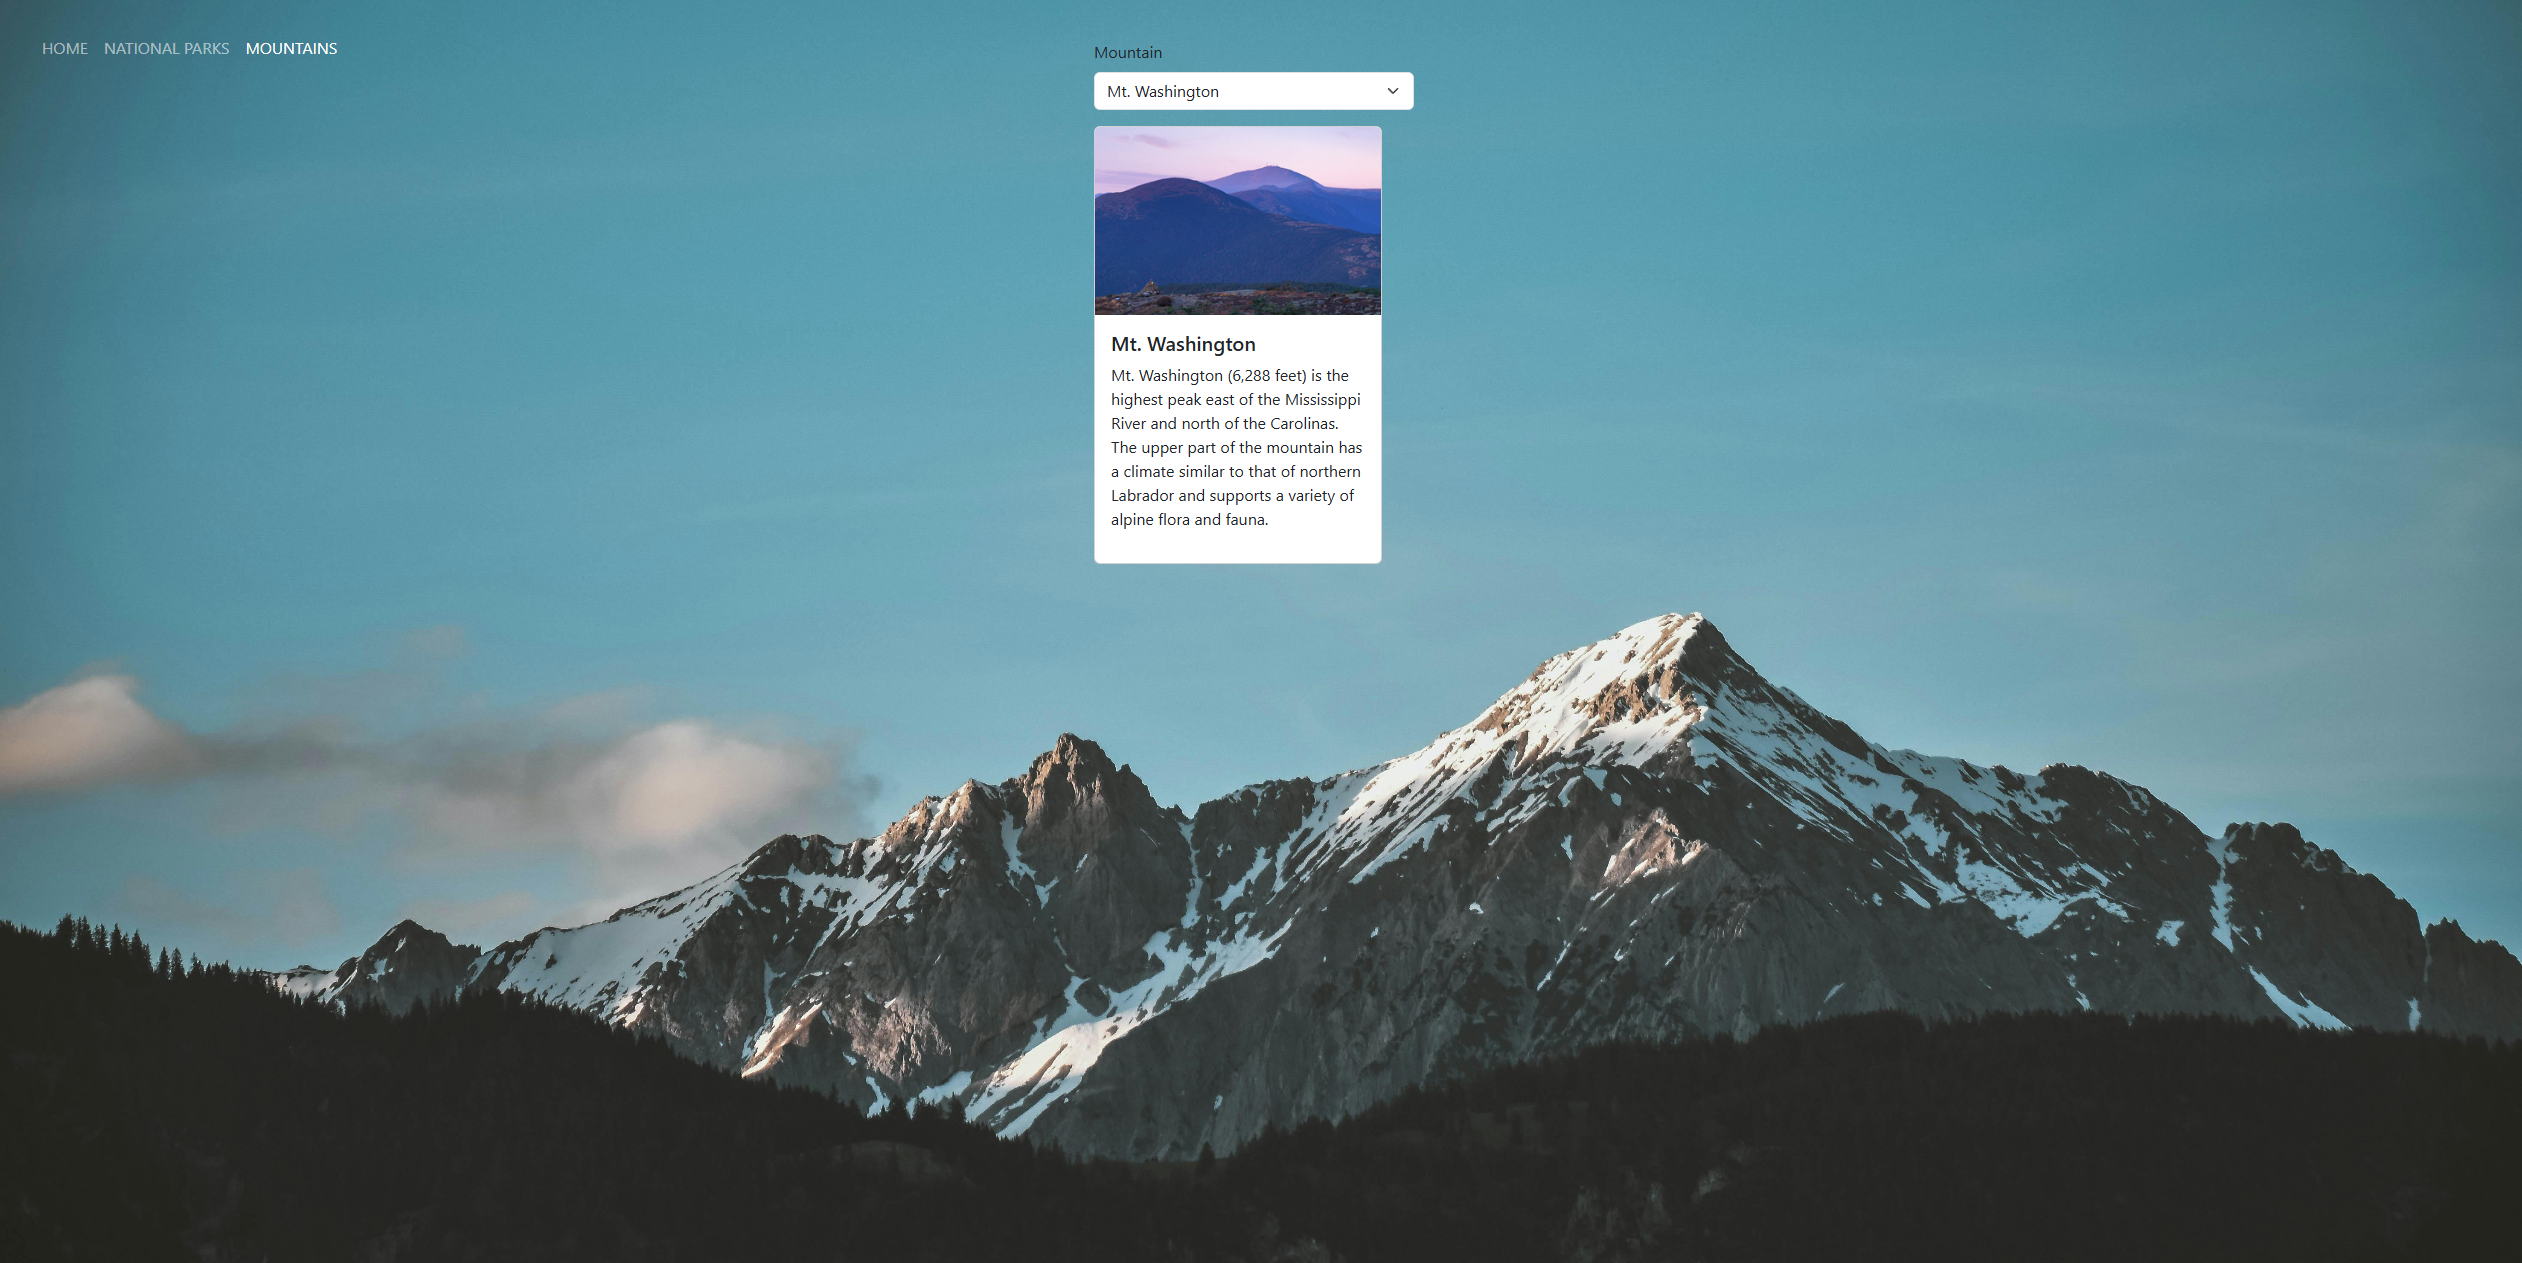 HOME NATIONAL PARKS MOUNTAINS
Mountain
Mt. Washington
Mt. Washington
Mt. Washington (6,288 feet) is the
highest peak east of the Mississippi
River and north of the Carolinas.
The upper part of the mountain has
a climate similar to that of northern
Labrador and supports a variety of
alpine flora and fauna.